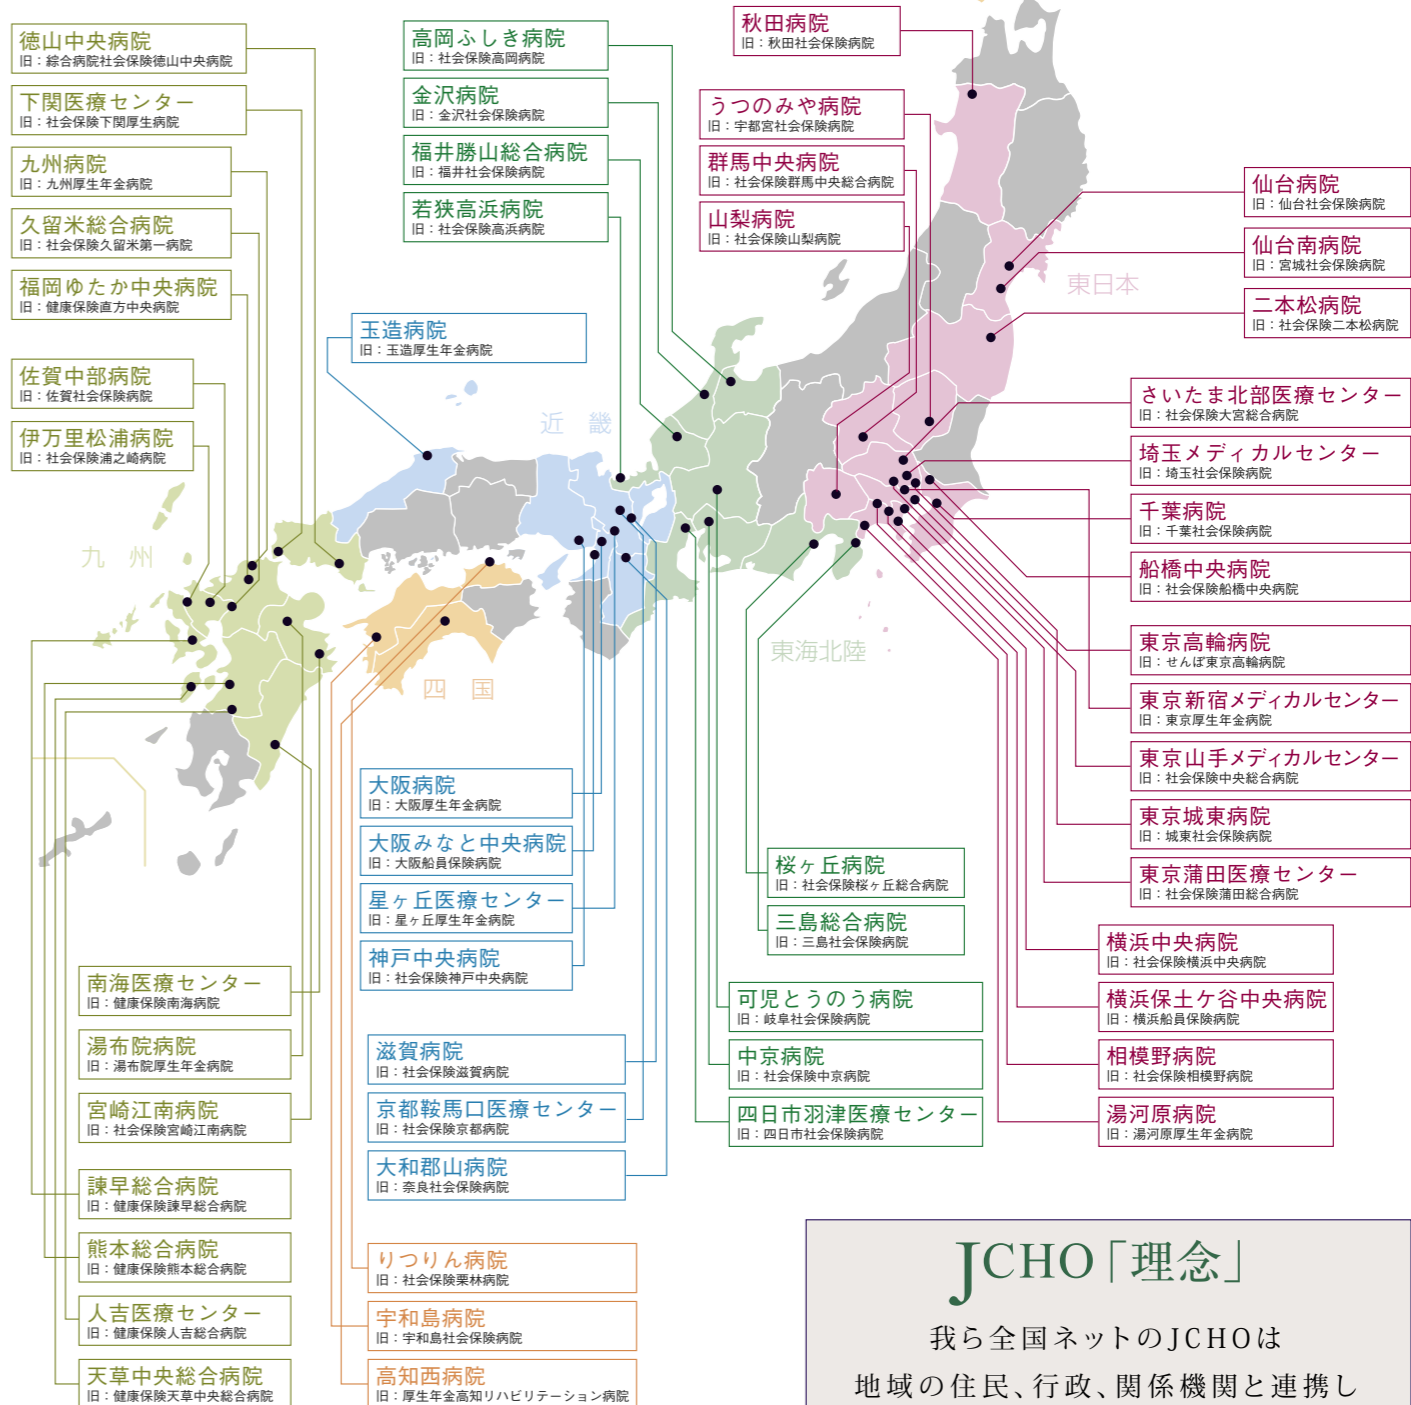 徳山中央病院
旧：綜合病院社会保険徳山中央病院
下関医療センター
旧：社会保険下関厚生病院
九州病院
旧：九州厚生年金病院
久留米総合病院
旧：社会保険久留米第一病院
福岡ゆたか中央病院
旧：健康保険直方中央病院
佐賀中部病院
旧：佐賀社会保険病院
伊万里松浦病院
旧：社会保険浦之崎病院
九 州
高岡ふしき病院
旧：社会保険高岡病院
金沢病院
旧：金沢社会保険病院
福井勝山総合病院
旧：福井社会保険病院
若狭高浜病院
旧：社会保険高浜病院
玉造病院
旧：玉造厚生年金病院
近 畿
秋田病院
旧：秋田社会保険病院
うつのみや病院
旧：宇都宮社会保険病院
群馬中央病院
旧：社会保険群馬中央総合病院
山梨病院
旧：社会保険山梨病院
仙台病院
旧：仙台社会保険病院
仙台南病院
旧：宮城社会保険病院
二本松病院
旧：社会保険二本松病院
東日本
さいたま北部医療センター
旧：社会保険大宮総合病院
埼玉メディカルセンター
旧：埼玉社会保険病院
千葉病院
旧：千葉社会保険病院
船橋中央病院
旧：社会保険船橋中央病院
東京高輪病院
旧：せんぽ東京高輪病院
東京新宿メディカルセンター
旧：東京厚生年金病院
東京山手メディカルセンター
旧：社会保険中央総合病院
東京城東病院
旧：城東社会保険病院
東京蒲田医療センター
旧：社会保険蒲田総合病院
横浜中央病院
旧：社会保険横浜中央病院
横浜保土ケ谷中央病院
旧：横浜船員保険病院
相模野病院
旧：社会保険相模野病院
湯河原病院
旧：湯河原厚生年金病院
東海北陸
四 国
大阪病院
旧：大阪厚生年金病院
大阪みなと中央病院
旧：大阪船員保険病院
星ヶ丘医療センター
旧：星ヶ丘厚生年金病院
神戸中央病院
旧：社会保険神戸中央病院
滋賀病院
旧：社会保険滋賀病院
京都鞍馬口医療センター
旧：社会保険京都病院
大和郡山病院
旧：奈良社会保険病院
桜ヶ丘病院
旧：社会保険桜ヶ丘総合病院
三島総合病院
旧：三島社会保険病院
可児とうのう病院
旧：岐阜社会保険病院
中京病院
旧：社会保険中京病院
四日市羽津医療センター
旧：四日市社会保険病院
南海医療センター
旧：健康保険南海病院
湯布院病院
旧：湯布院厚生年金病院
宮崎江南病院
旧：社会保険宮崎江南病院
諫早総合病院
旧：健康保険諫早総合病院
熊本総合病院
旧：健康保険熊本総合病院
人吉医療センター
旧：健康保険人吉総合病院
天草中央総合病院
旧：健康保険天草中央総合病院
りつりん病院
旧：社会保険栗林病院
宇和島病院
旧：宇和島社会保険病院
高知西病院
旧：厚生年金高知リハビリテーション病院
JCHO「理念」
我ら全国ネットのJCHOは
地域の住民、行政、関係機関と連携し